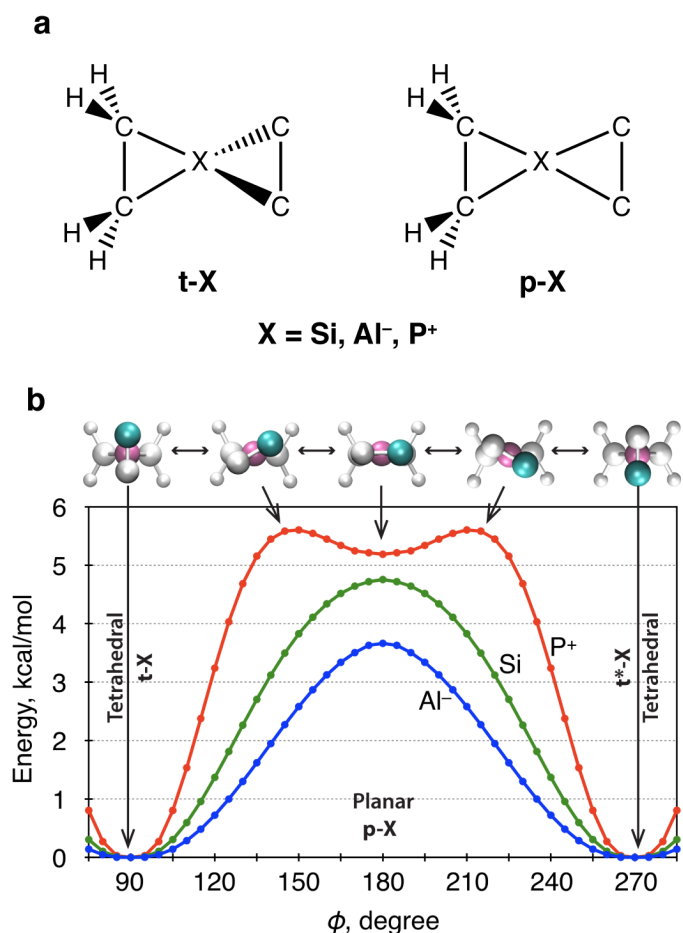 a
H
H
C
C
H
H
X
C
C
t-X
H
H
C
C
H
H
X
C
C
p-X
X = Si, Al⁻, P⁺
b
6
5
4
3
2
1
0
Energy, kcal/mol
Tetrahedral
t-X
Al⁻
Si
P⁺
Planar
p-X
t*-X
Tetrahedral
90 120 150 180 210 240 270
ϕ, degree